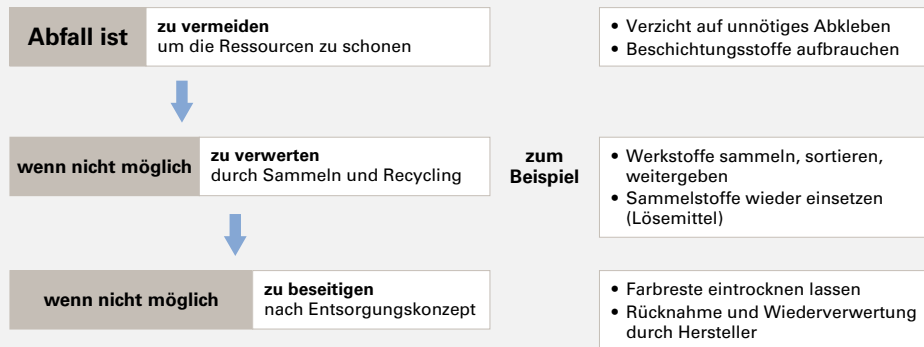 Abfall ist
zu vermeiden
um die Ressourcen zu schonen
• Verzicht auf unnötiges Abkleben
• Beschichtungsstoffe aufbrauchen
wenn nicht möglich
zu verwerten
durch Sammeln und Recycling
zum
Beispiel
• Werkstoffe sammeln, sortieren,
weitergeben
• Sammelstoffe wieder einsetzen
(Lösemittel)
wenn nicht möglich
zu beseitigen
nach Entsorgungskonzept
• Farbreste eintrocknen lassen
• Rücknahme und Wiederverwertung
durch Hersteller